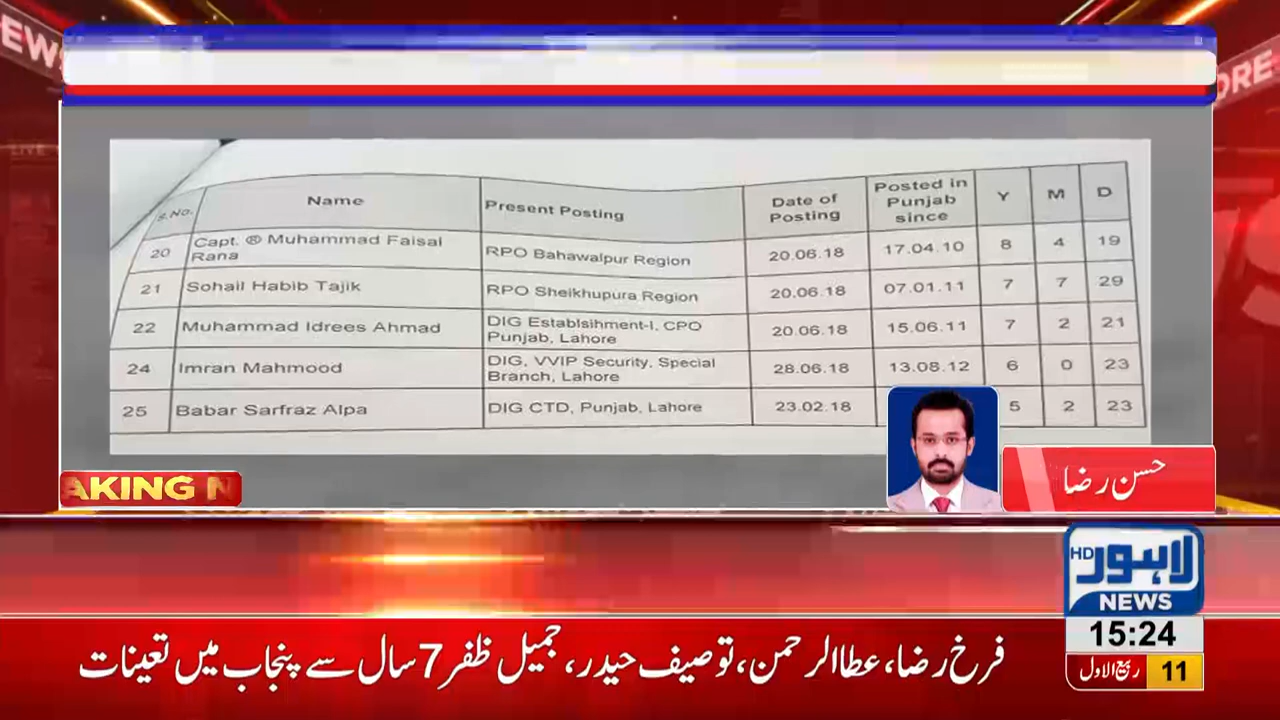 EWS
ORE
LIVE
S.No. Name Present Posting Date of Posting Posted in Punjab since Y M D
20 Capt. ® Muhammad Faisal Rana RPO Bahawalpur Region 20.06.18 17.04.10 8 4 19
21 Sohail Habib Tajik RPO Sheikhupura Region 20.06.18 07.01.11 7 7 29
22 Muhammad Idrees Ahmad DIG Establsihment-I, CPO Punjab, Lahore 20.06.18 15.06.11 7 2 21
24 Imran Mahmood DIG, VVIP Security, Special Branch, Lahore 28.06.18 13.08.12 6 0 23
25 Babar Sarfraz Alpa DIG CTD, Punjab, Lahore 23.02.18 5 2 23
حسن رضا
AKING N
HD لاہور
NEWS
15:24
11 ربیع الاول
فرخ رضا، عطاالرحمن، توصیف حیدر، جمیل ظفر 7 سال سے پنجاب میں تعینات